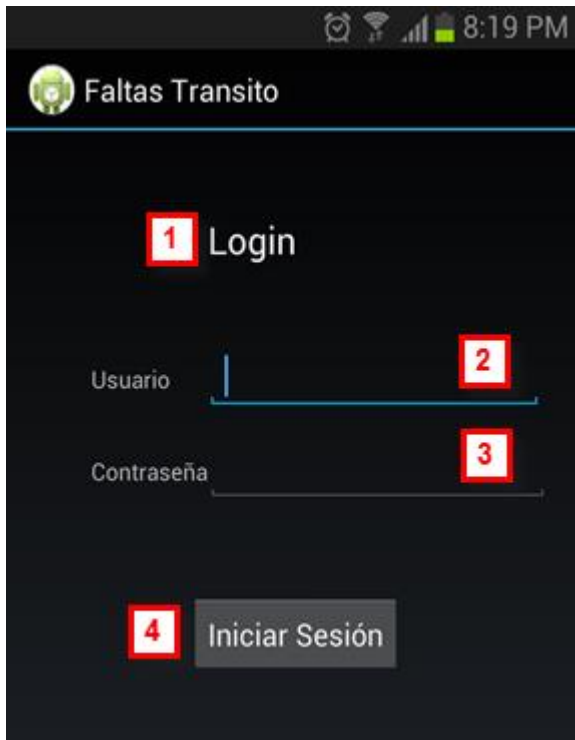 8:19 PM
Faltas Transito
1 Login
2
Usuario
3
Contraseña
4 Iniciar Sesión